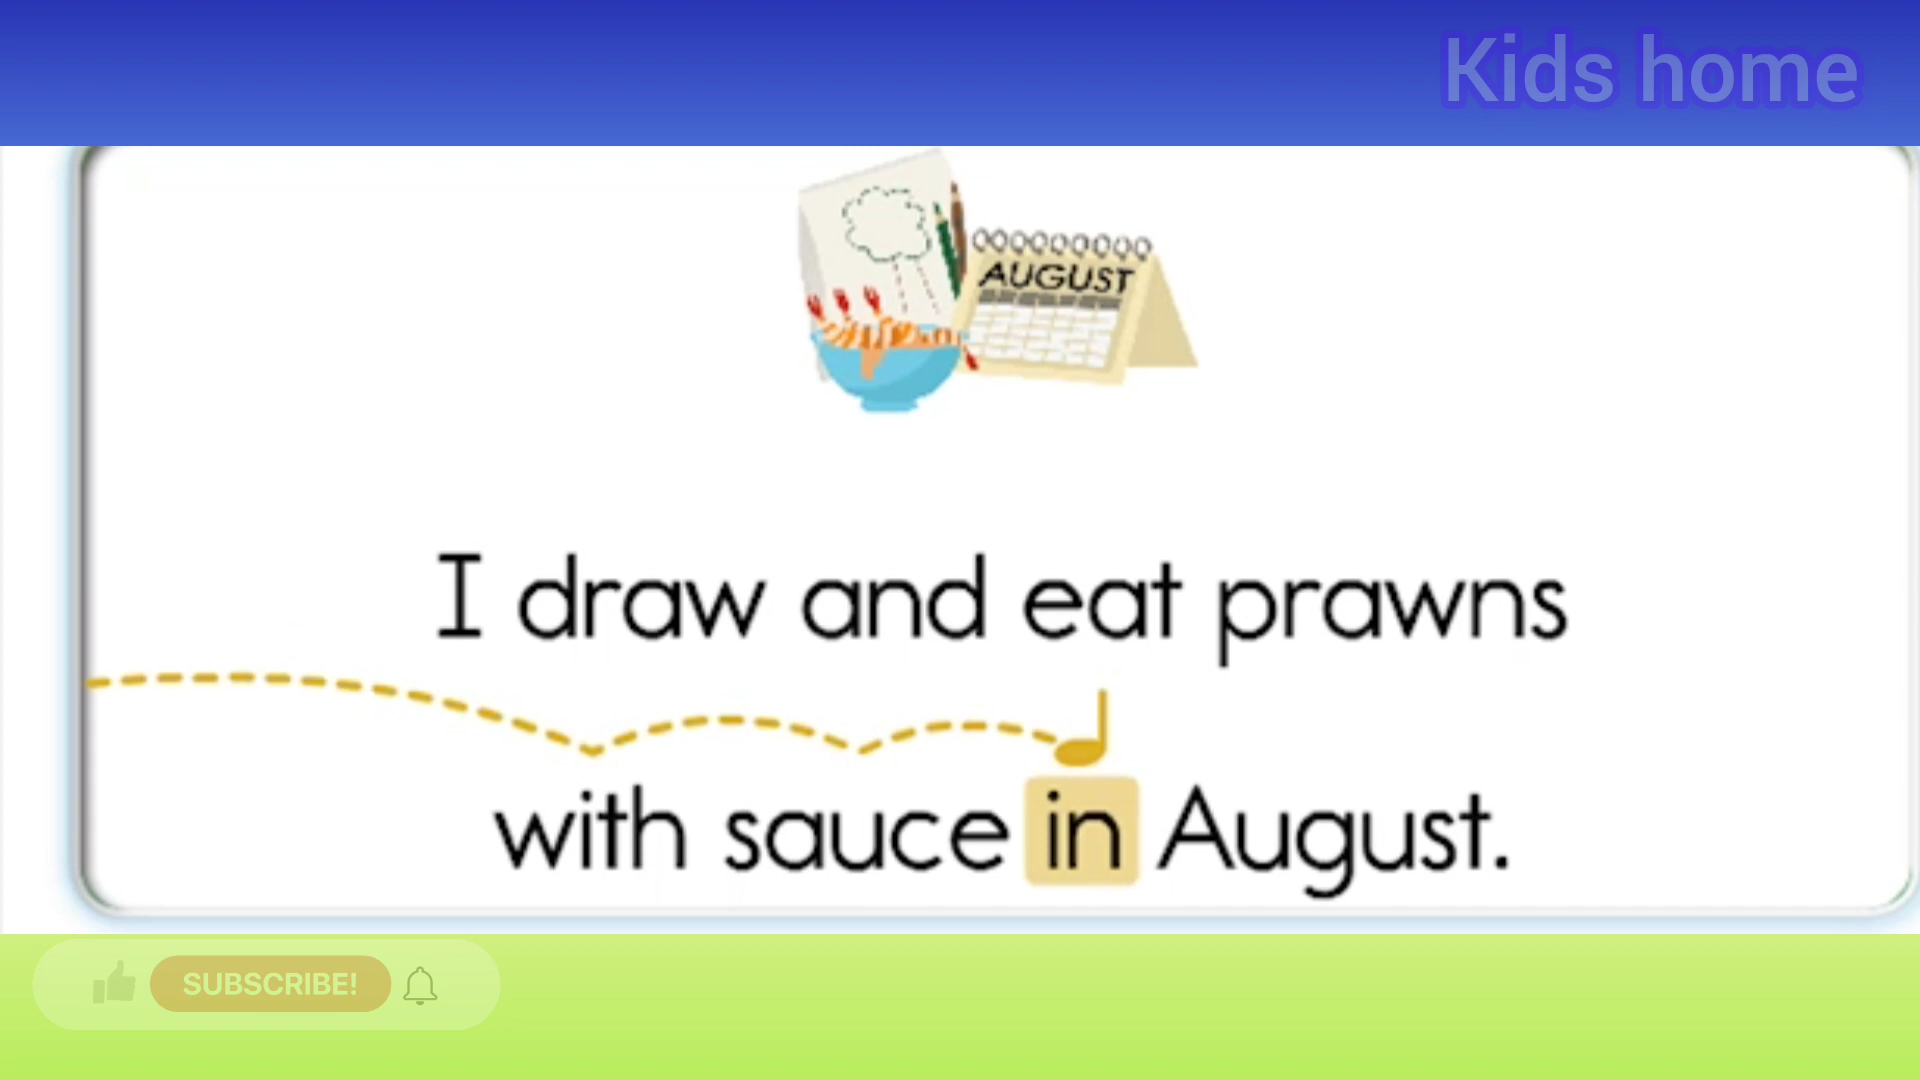 Kids home
AUGUST
I draw and eat prawns
with sauce in August.
SUBSCRIBE!